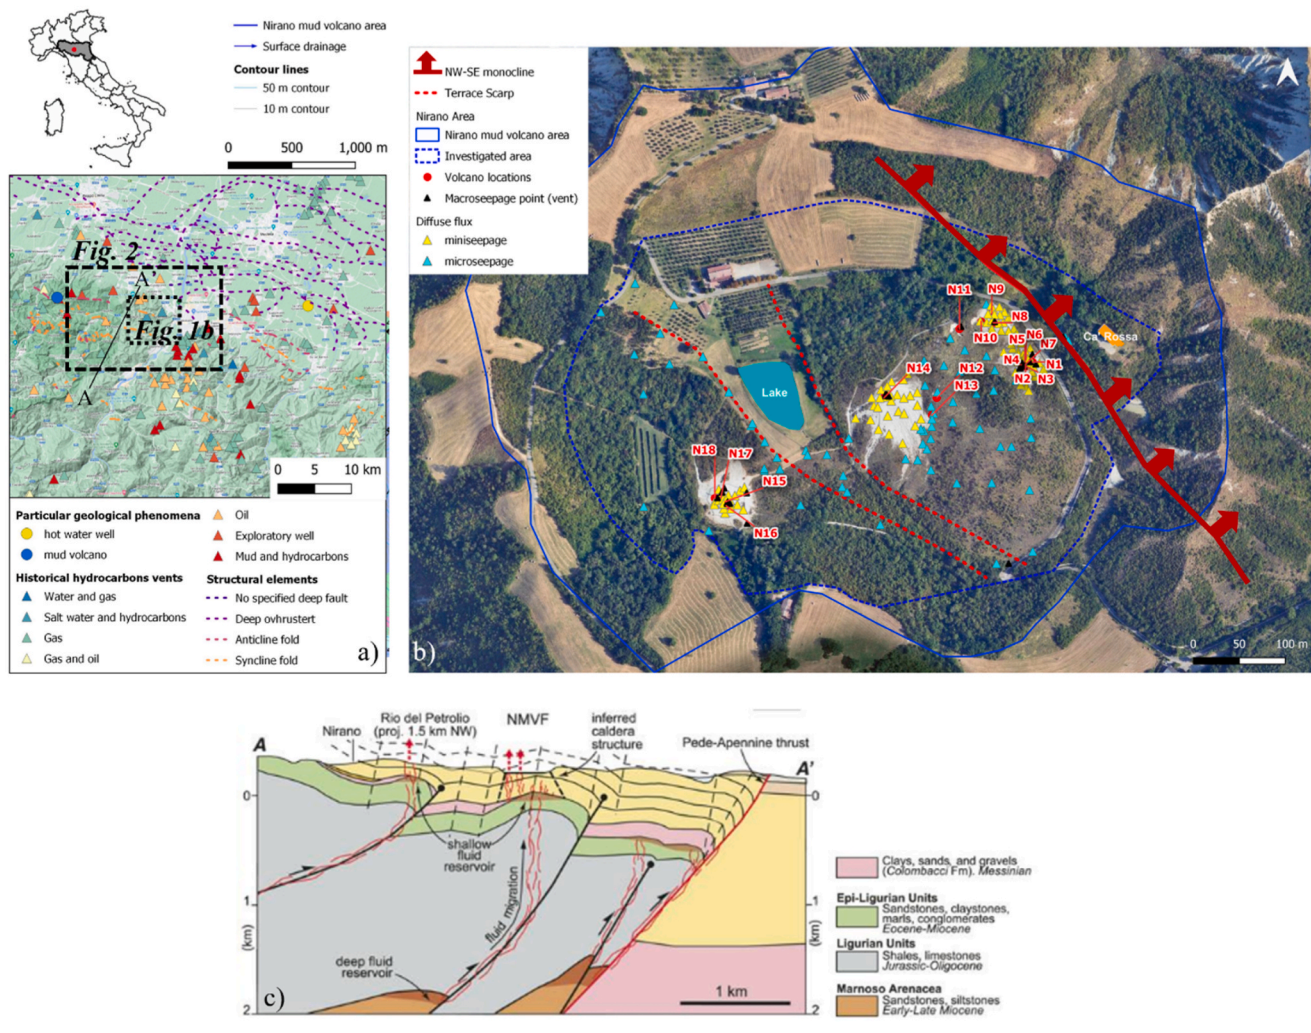 Nirano mud volcano area
Surface drainage
Contour lines
50 m contour
10 m contour
0 500 1,000 m
Fig. 2
A'
Fig. 1b
A
0 5 10 km
Particular geological phenomena
hot water well
mud volcano
Historical hydrocarbons vents
Water and gas
Salt water and hydrocarbons
Gas
Gas and oil
Oil
Exploratory well
Mud and hydrocarbons
Structural elements
No specified deep fault
Deep ovhrustert
Anticline fold
Syncline fold
a)
NW-SE monocline
Terrace Scarp
Nirano Area
Nirano mud volcano area
Investigated area
Volcano locations
Macroseepage point (vent)
Diffuse flux
miniseepage
microseepage
N11
N9
N8
N10
N6
N5
N7
N4
N1
N2
N3
N12
N13
N14
Ca' Rossa
Lake
N18
N17
N15
N16
b)
0 50 100 m
A
Nirano
Rio del Petrolio
(proj. 1.5 km NW)
NMVF
inferred
caldera
structure
Pede-Apennine thrust
A'
0
0
shallow
fluid
reservoir
fluid migration
1
1
(km)
(km)
deep fluid
reservoir
c)
1 km
2
2
Clays, sands, and gravels
(Colombacci Fm). Messinian
Epi-Ligurian Units
Sandstones, claystones,
marls, conglomerates
Eocene-Miocene
Ligurian Units
Shales, limestones
Jurassic-Oligocene
Marnoso Arenacea
Sandstones, siltstones
Early-Late Miocene